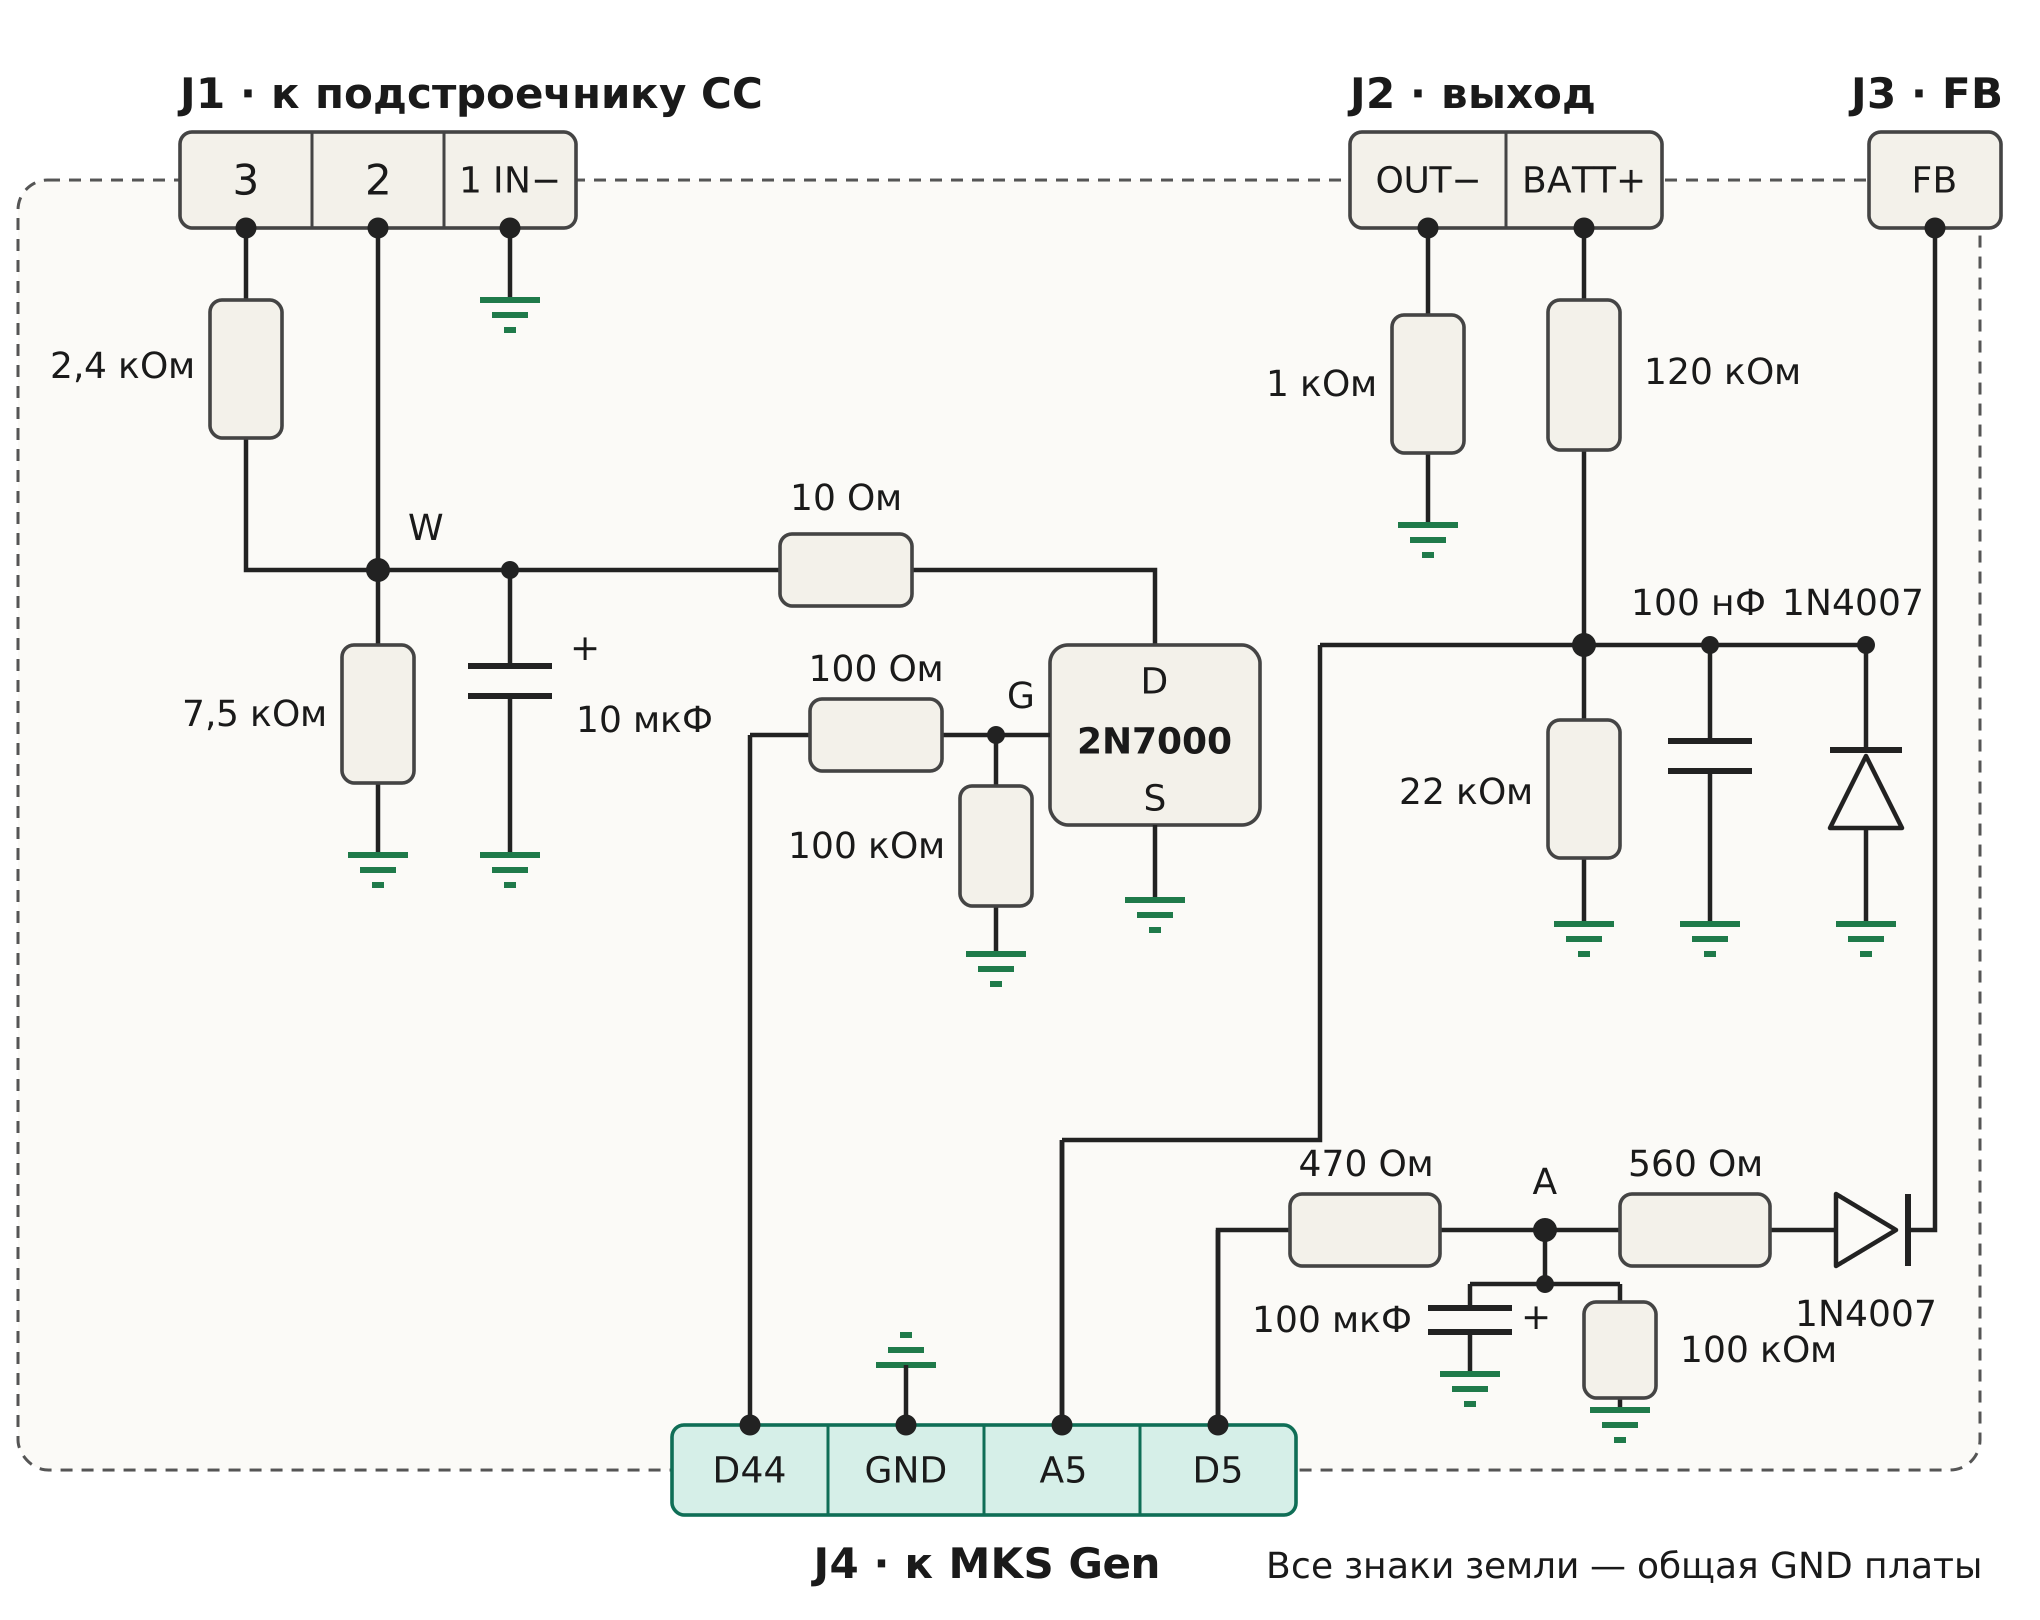 J1 · к подстроечнику CC
J2 · выход
J3 · FB
3
2
1 IN−
OUT−
BATT+
FB
2,4 кОм
1 кОм
120 кОм
10 Ом
W
100 нФ
1N4007
+
100 Ом
G
D
7,5 кОм
10 мкФ
2N7000
22 кОм
S
100 кОм
470 Ом
A
560 Ом
100 мкФ
+
1N4007
100 кОм
D44
GND
A5
D5
J4 · к MKS Gen
Все знаки земли — общая GND платы